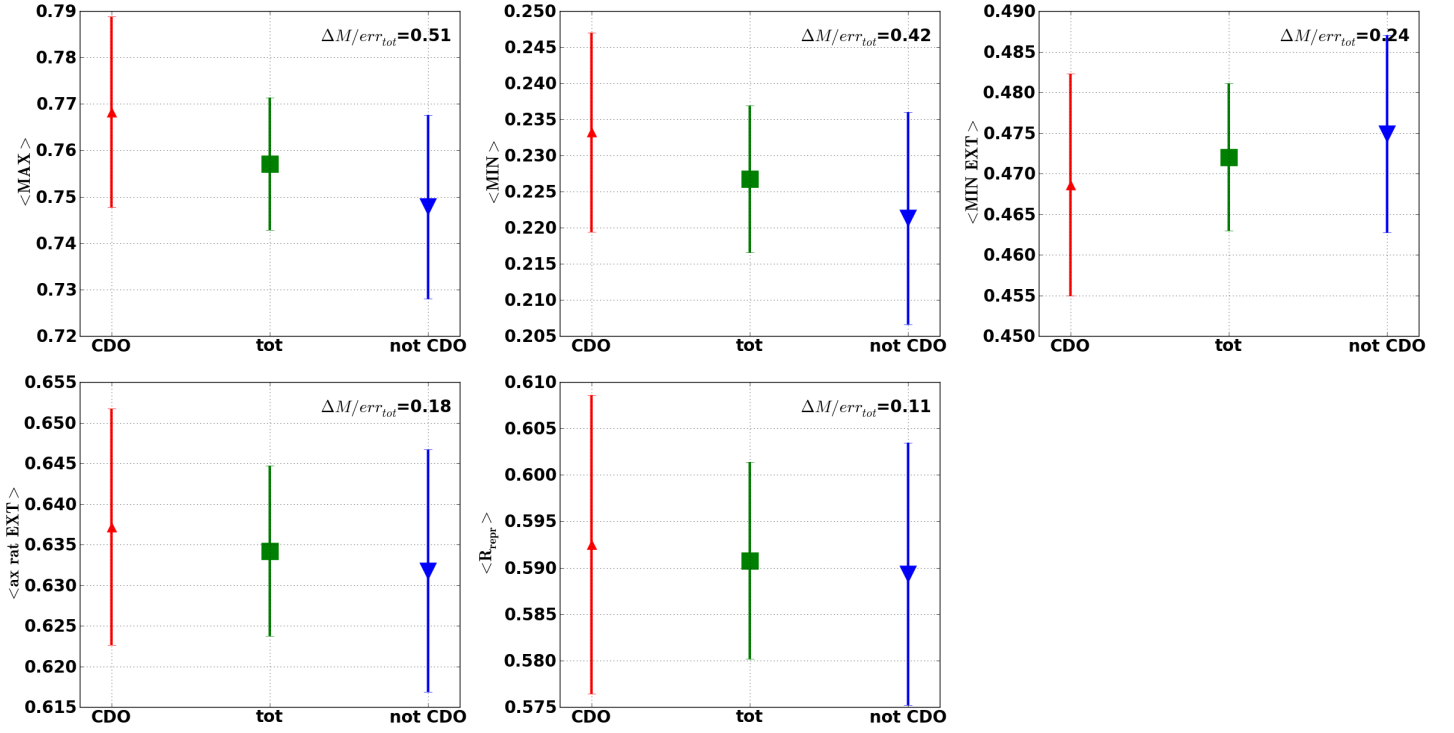 0.79
0.78
0.77
0.76
0.75
0.74
0.73
0.72
<MAX>
ΔM/err_tot=0.51
CDO tot not CDO
0.250
0.245
0.240
0.235
0.230
0.225
0.220
0.215
0.210
0.205
<MIN>
ΔM/err_tot=0.42
CDO tot not CDO
0.490
0.485
0.480
0.475
0.470
0.465
0.460
0.455
0.450
<MIN EXT>
ΔM/err_tot=0.24
CDO tot not CDO
0.655
0.650
0.645
0.640
0.635
0.630
0.625
0.620
0.615
<ax rat EXT>
ΔM/err_tot=0.18
CDO tot not CDO
0.610
0.605
0.600
0.595
0.590
0.585
0.580
0.575
<R_repr>
ΔM/err_tot=0.11
CDO tot not CDO